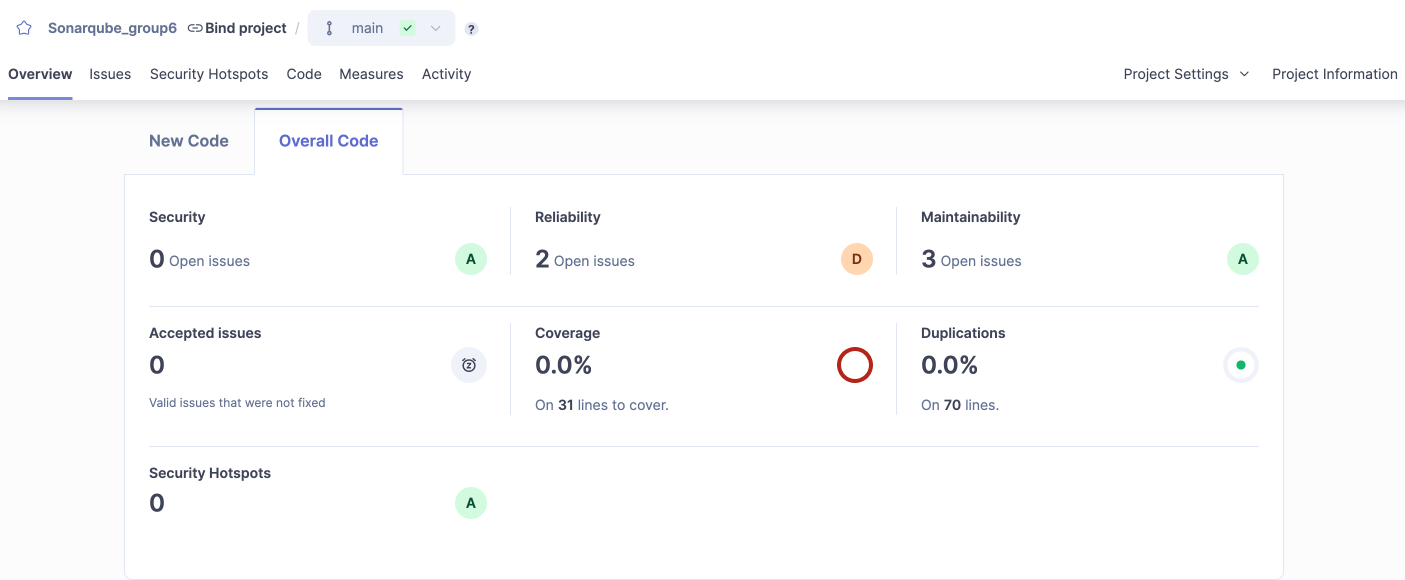 Sonarqube_group6 Bind project / main ?
Overview Issues Security Hotspots Code Measures Activity Project Settings Project Information
New Code Overall Code
Security Reliability Maintainability
0 Open issues A 2 Open issues D 3 Open issues A
Accepted issues Coverage Duplications
0 0.0% 0.0%
Valid issues that were not fixed On 31 lines to cover. On 70 lines.
Security Hotspots
0 A